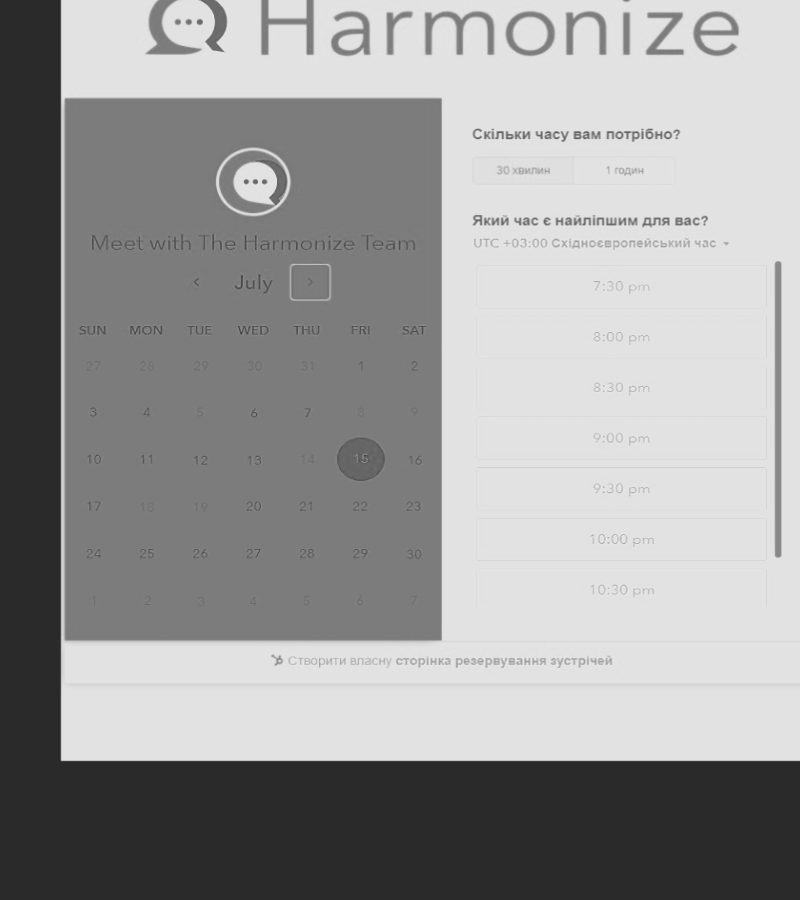 Harmonize
Meet with The Harmonize Team
July
SUN MON TUE WED THU FRI SAT
27 28 29 30 31 1 2
3 4 5 6 7 8 9
10 11 12 13 14 15 16
17 18 19 20 21 22 23
24 25 26 27 28 29 30
1 2 3 4 5 6 7
Скільки часу вам потрібно?
30 хвилин 1 годин
Який час є найліпшим для вас?
UTC +03:00 Східноєвропейський час
7:30 pm
8:00 pm
8:30 pm
9:00 pm
9:30 pm
10:00 pm
10:30 pm
Створити власну сторінка резервування зустрічей